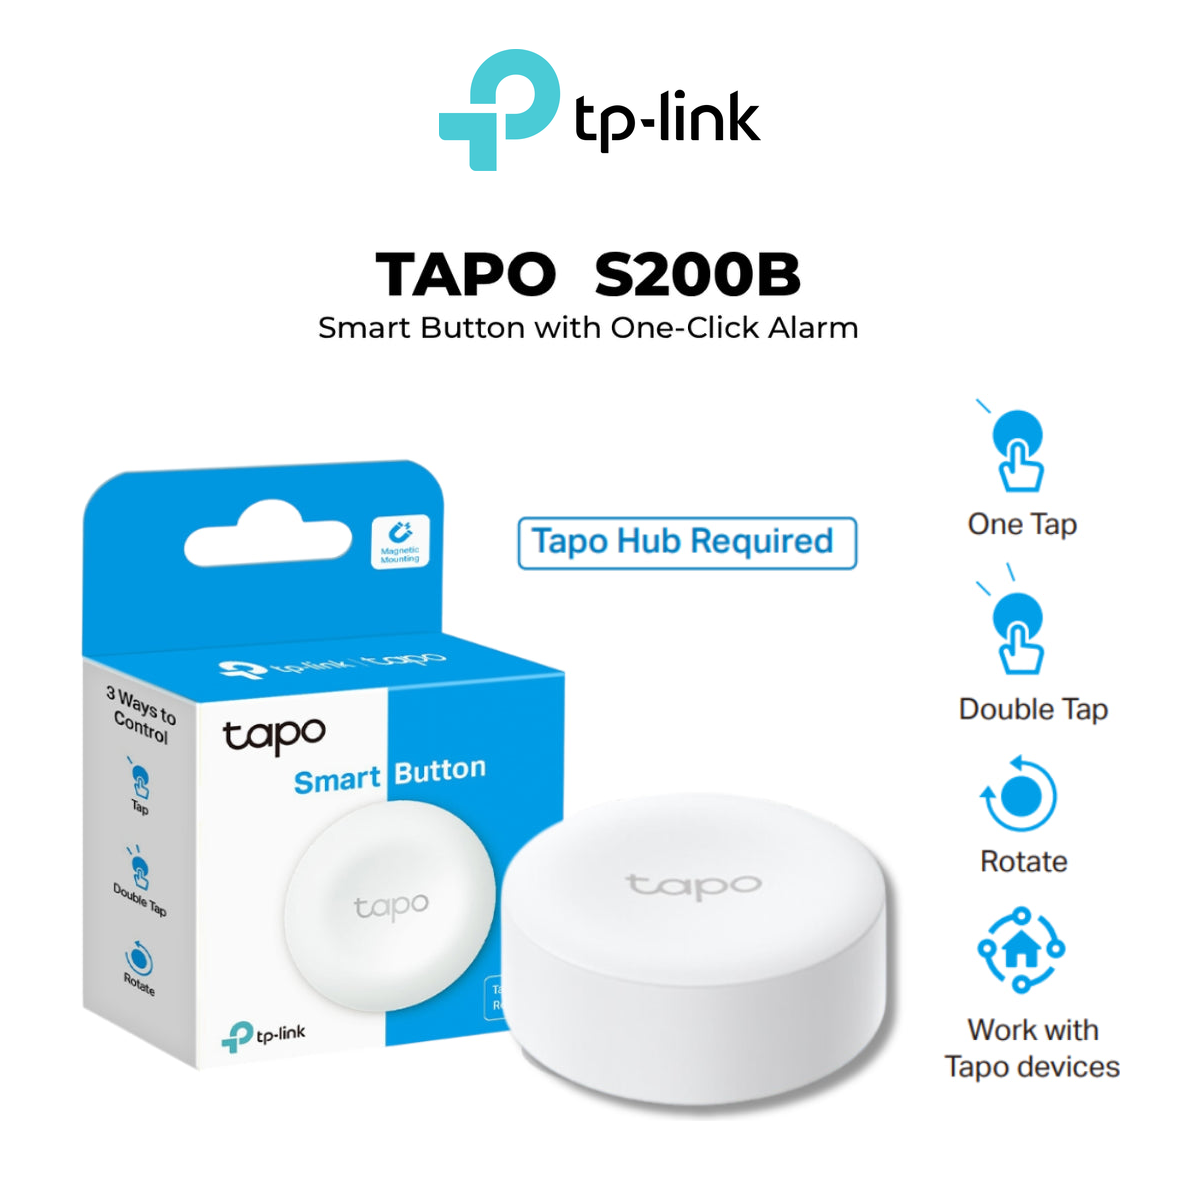 tp-link
TAPO S200B
Smart Button with One-Click Alarm
Tapo Hub Required
One Tap
Double Tap
Rotate
Work with
Tapo devices
Magnetic
Mounting
tp-link | tapo
3 Ways to
Control
Tap
Double Tap
Rotate
tapo
Smart Button
tapo
tp-link
tapo